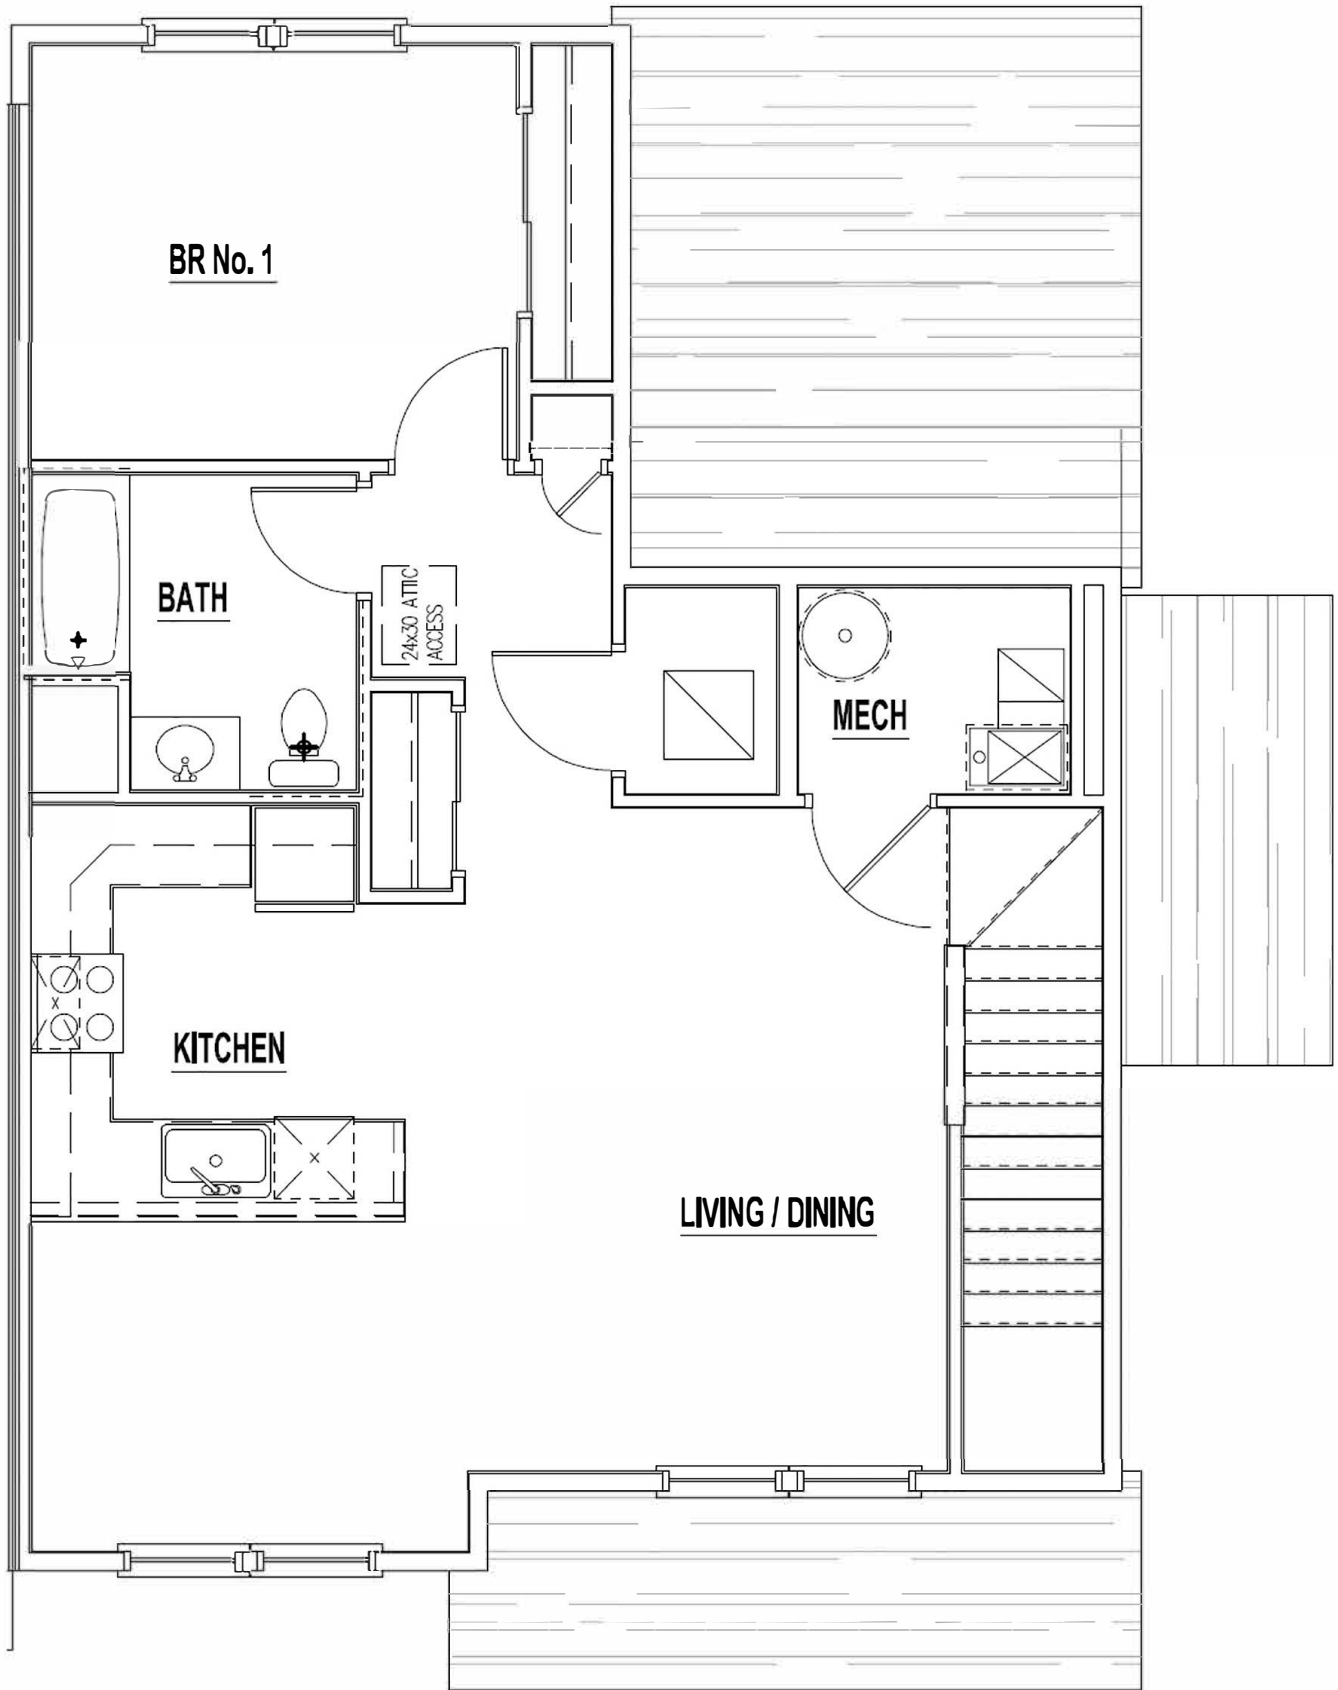 BR No. 1
BATH
24x30 ATTIC
ACCESS
MECH
KITCHEN
X
X
LIVING / DINING